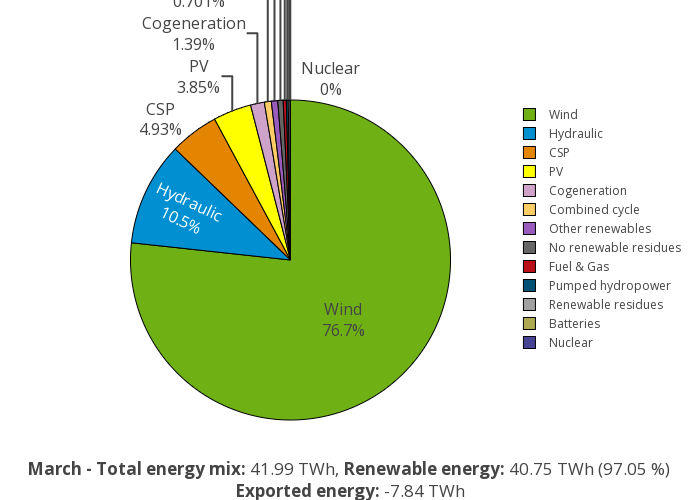 0.701%
Cogeneration
1.39%
PV
3.85%
CSP
4.93%
Nuclear
0%
Hydraulic
10.5%
Wind
76.7%
Wind
Hydraulic
CSP
PV
Cogeneration
Combined cycle
Other renewables
No renewable residues
Fuel & Gas
Pumped hydropower
Renewable residues
Batteries
Nuclear
March - Total energy mix: 41.99 TWh, Renewable energy: 40.75 TWh (97.05 %)
Exported energy: -7.84 TWh